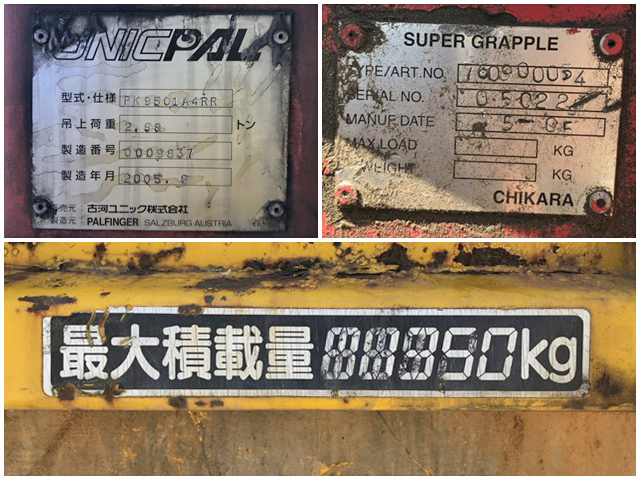 UNICPAL
型式・仕様 PK9501A4RR
吊上荷重 2.98 トン
製造番号 0009837
製造年月 2005.
売元: 古河ユニック株式会社
製造元: PALFINGER SALZBURG AUSTRIA
SUPER GRAPPLE
TYPE/ART.NO.
SERIAL NO. 05022
MANUF.DATE
MAX.LOAD KG
WEIGHT KG
CHIKARA
最大積載量 kg